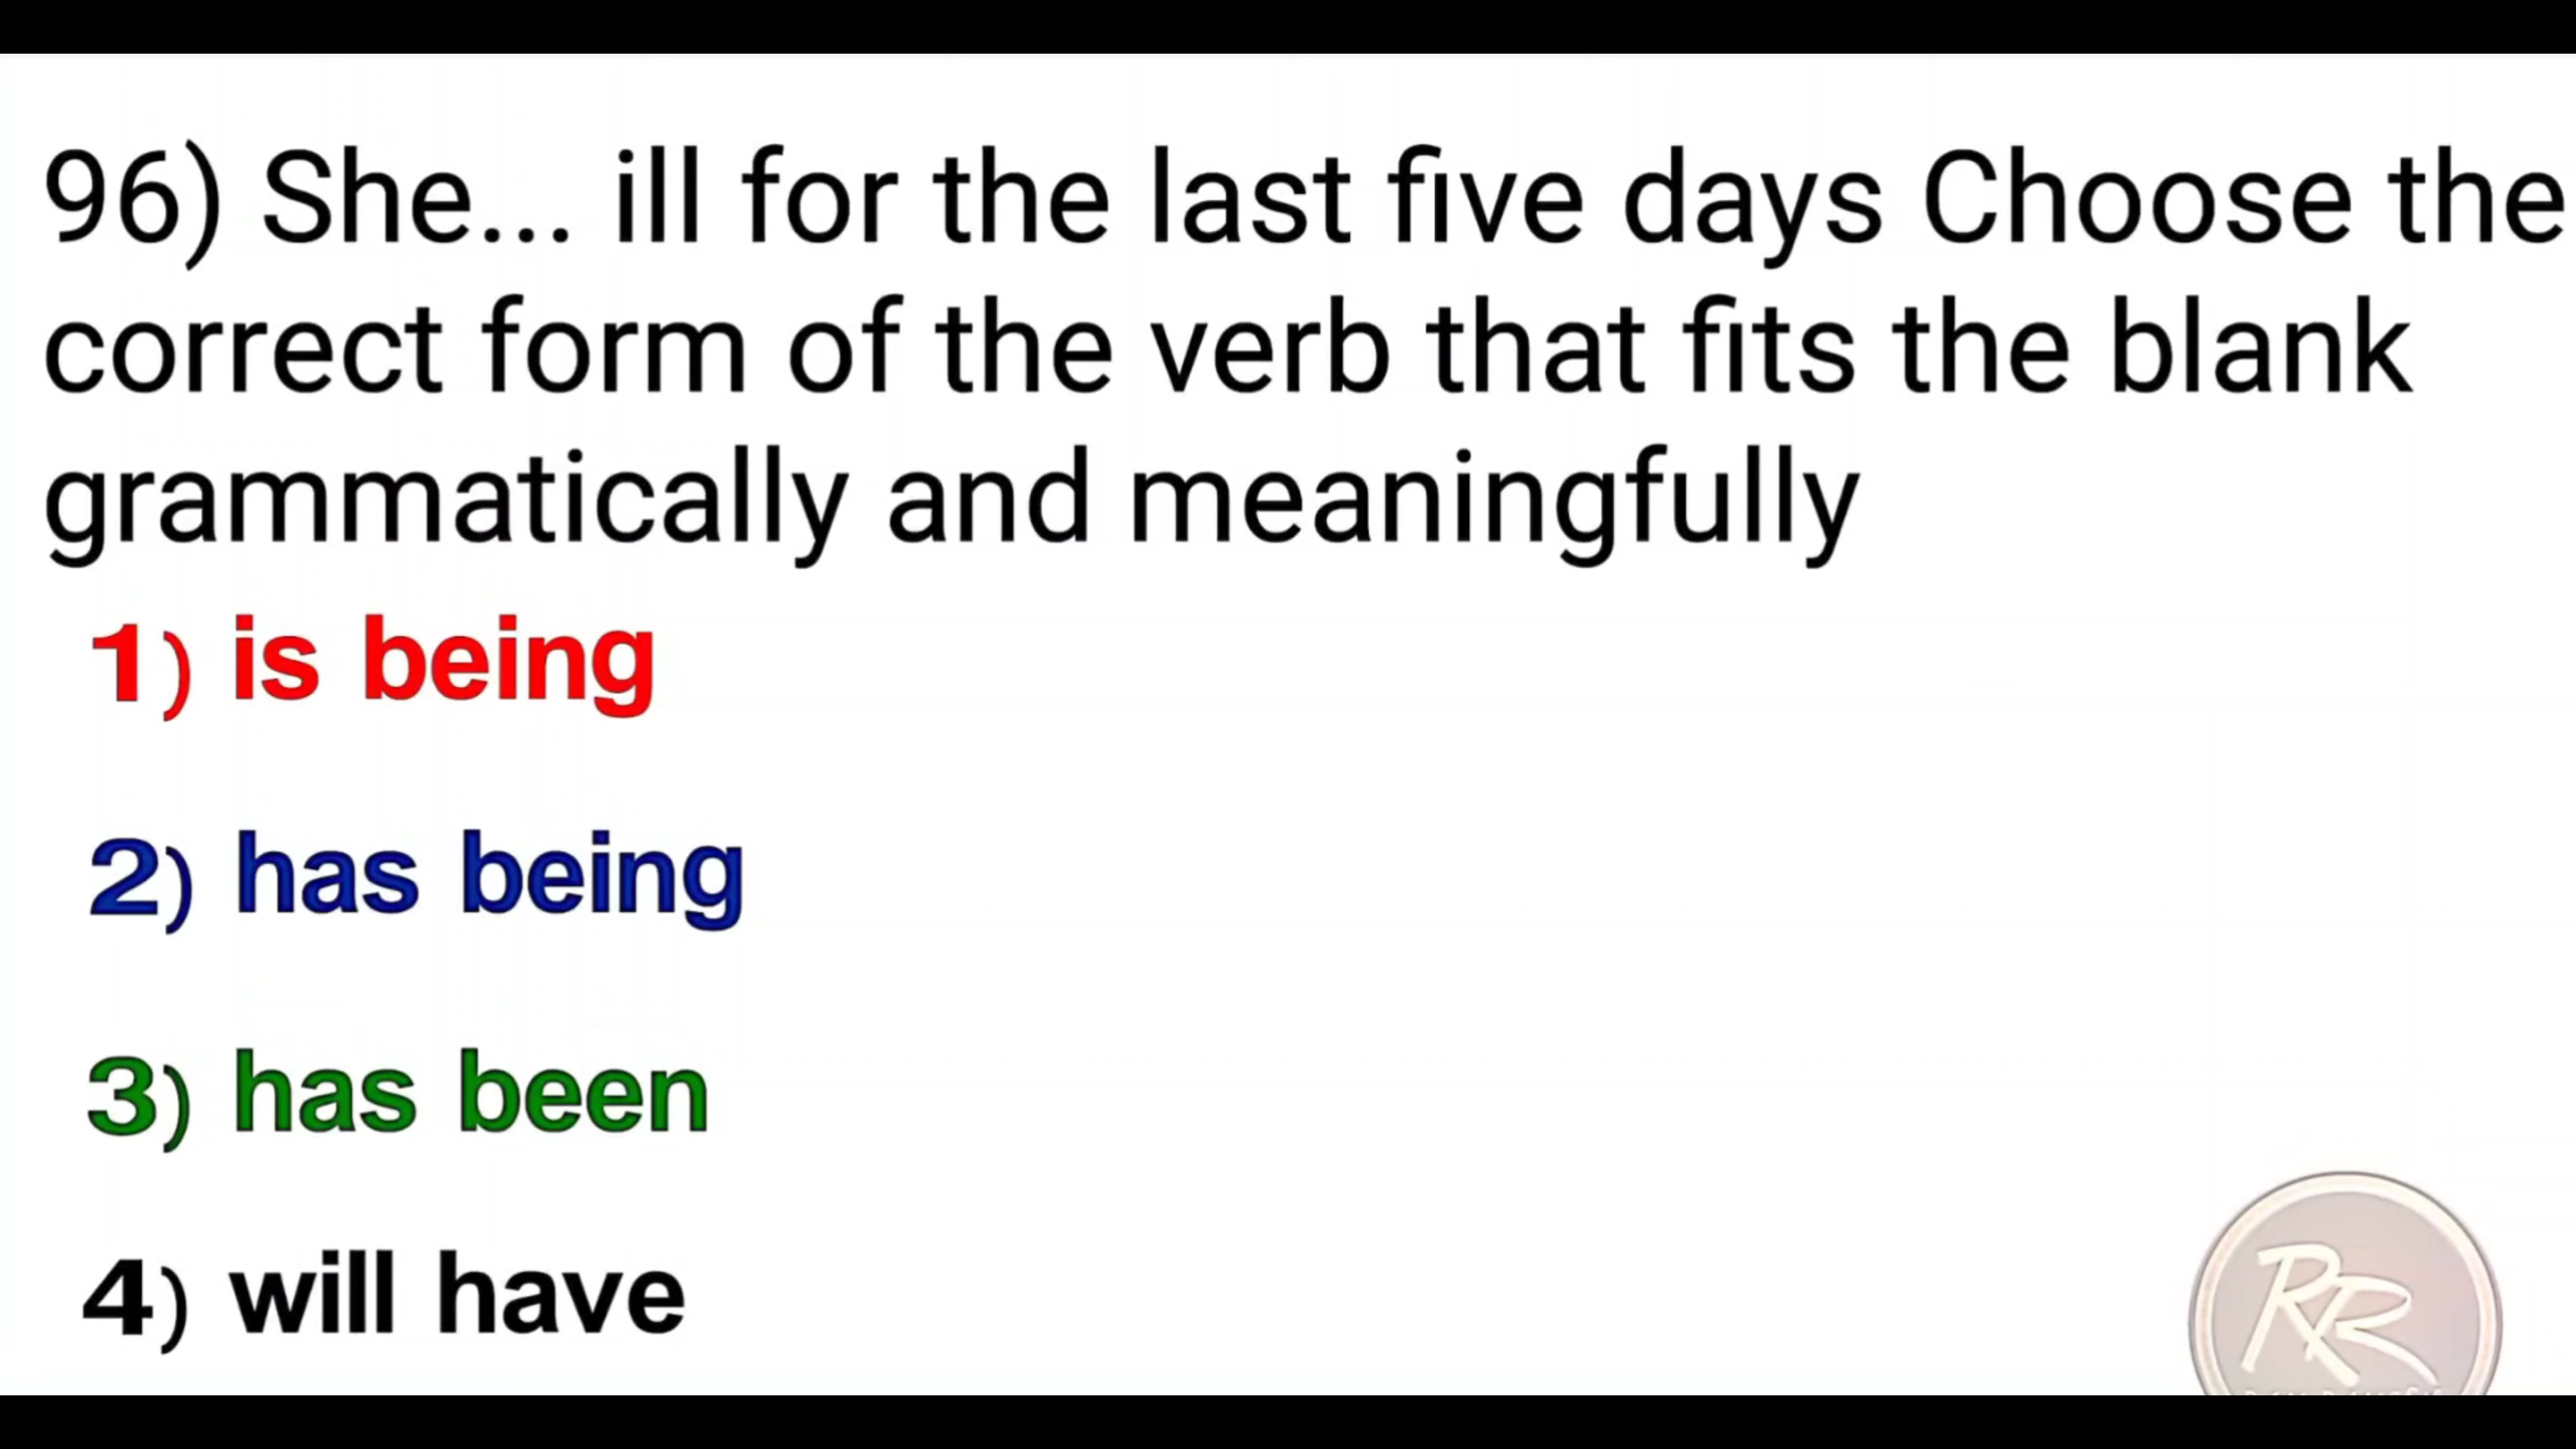 96) She... ill for the last five days Choose the
correct form of the verb that fits the blank
grammatically and meaningfully
1) is being
2) has being
3) has been
4) will have
RR